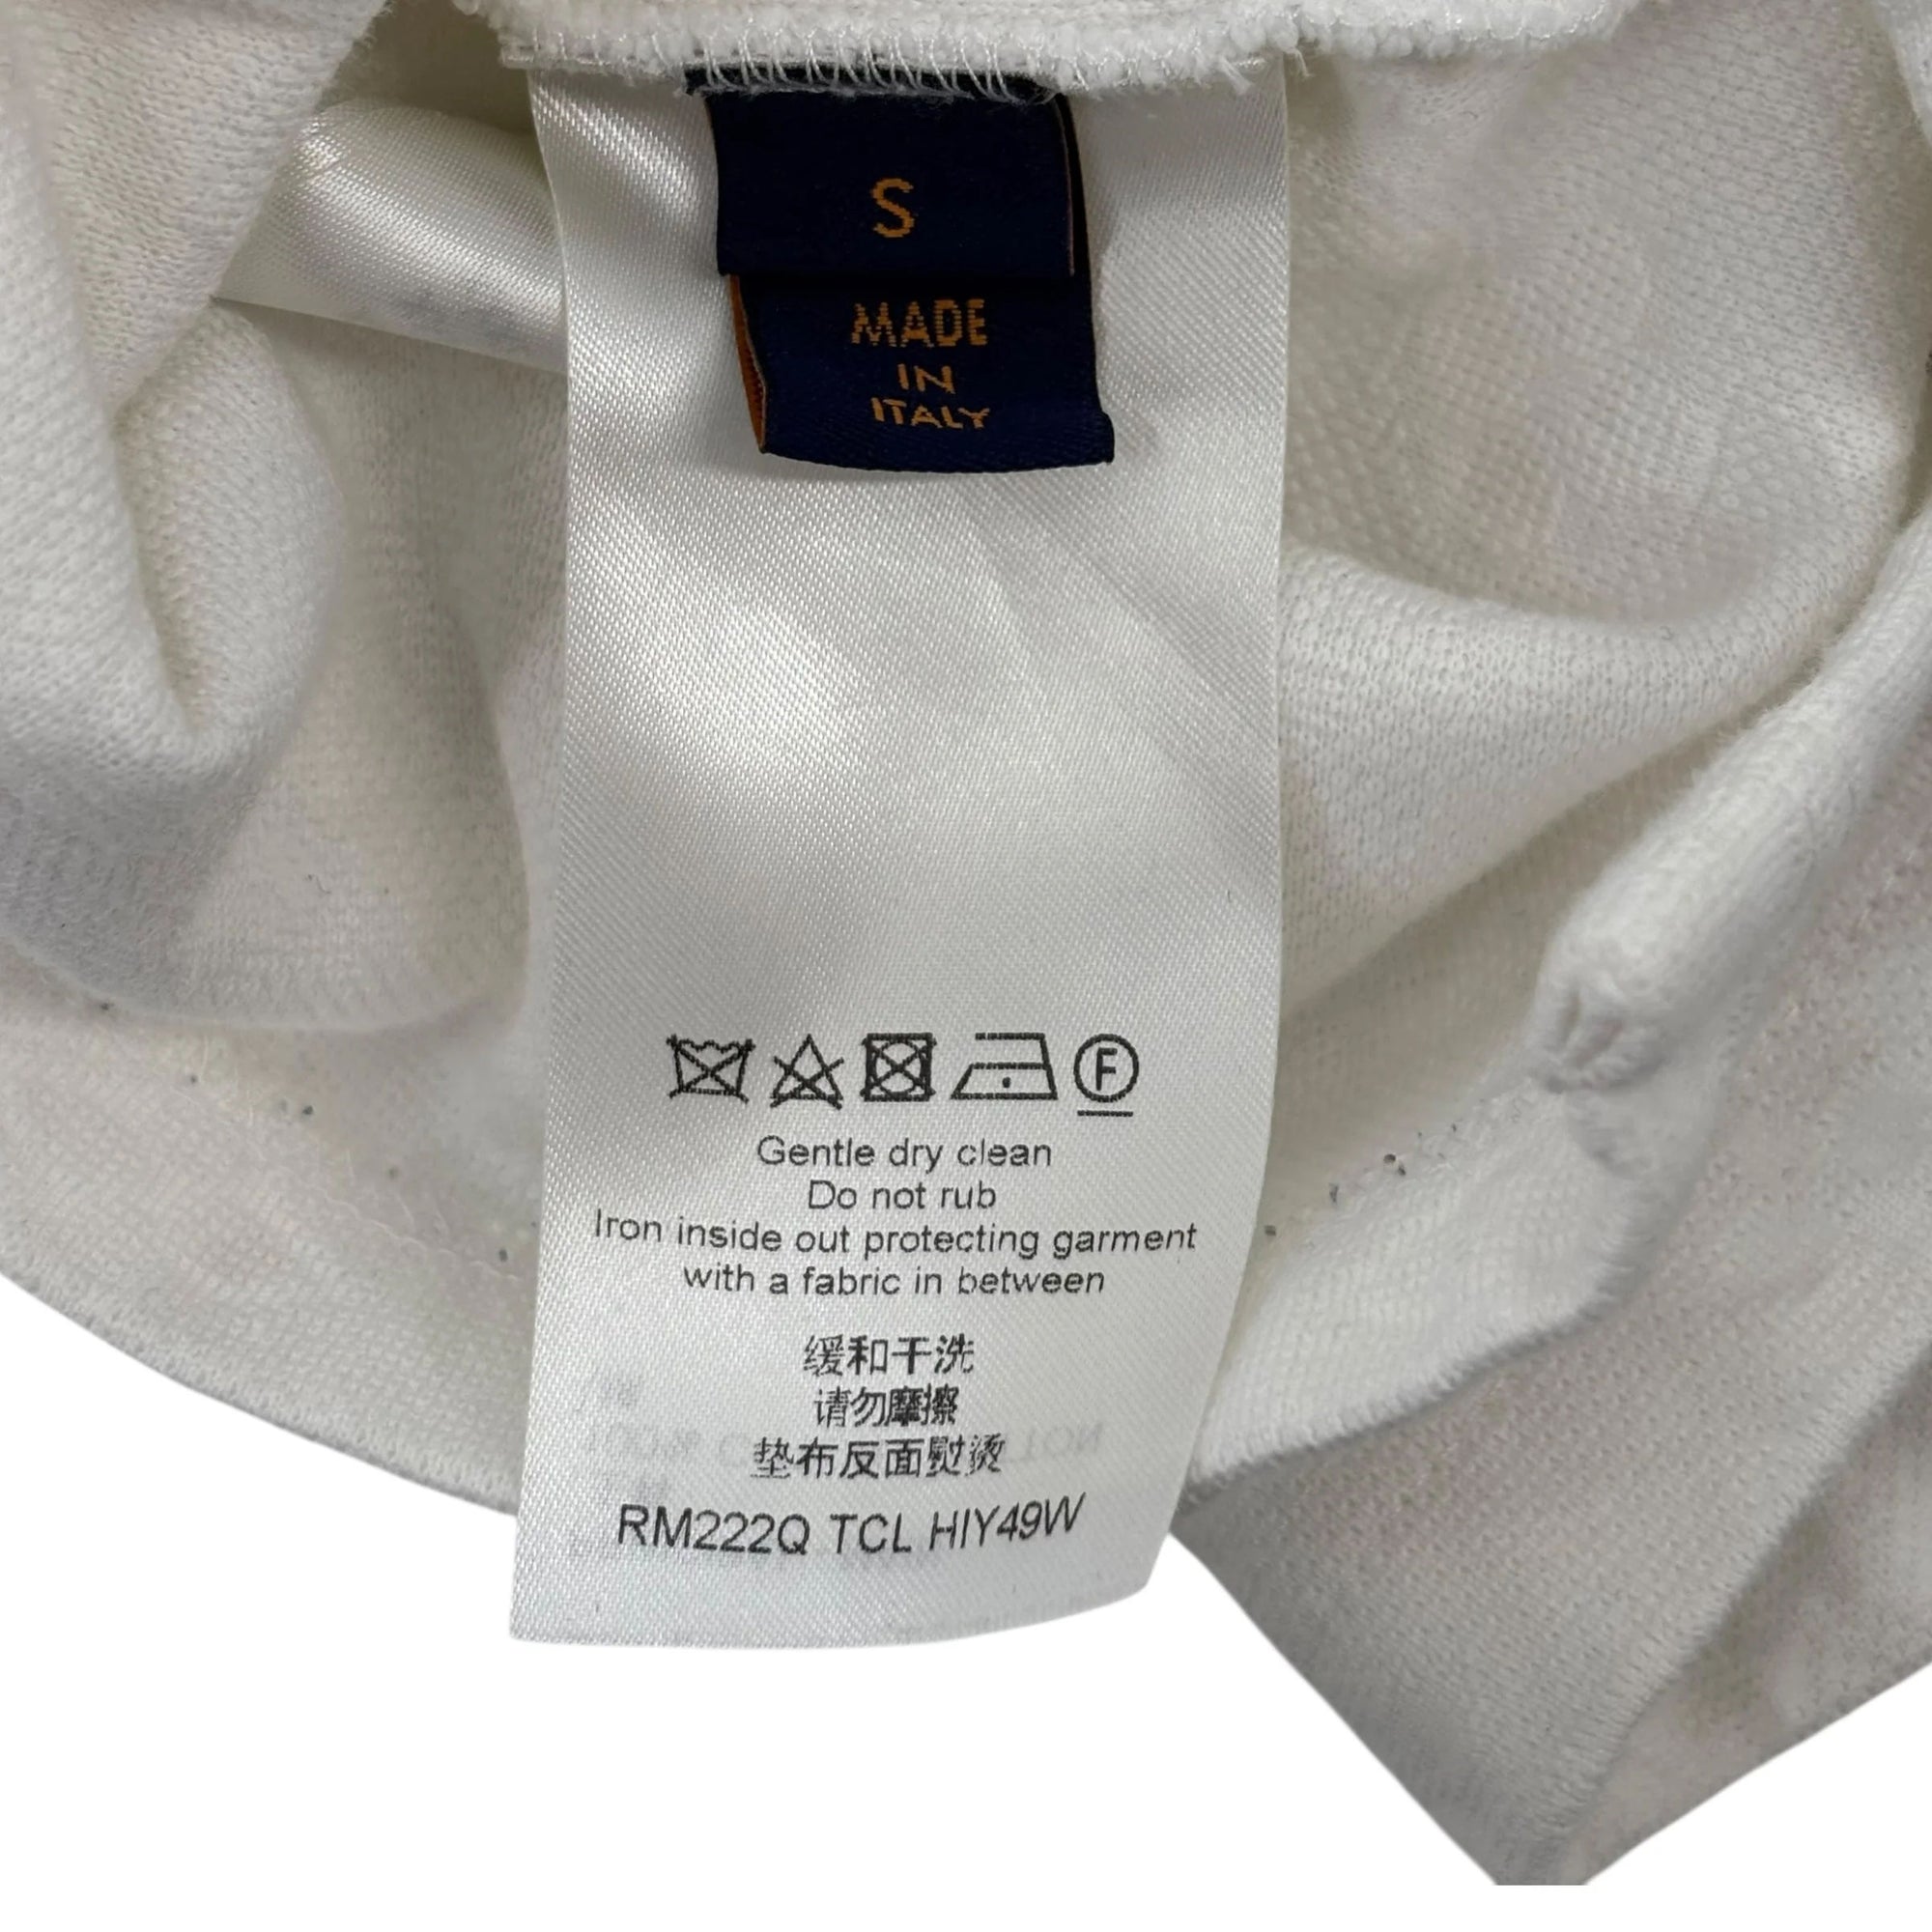 S
MADE
IN
ITALY
F
Gentle dry clean
Do not rub
Iron inside out protecting garment
with a fabric in between
缓和干洗
请勿摩擦
垫布反面熨烫
RM222Q TCL HIY49W